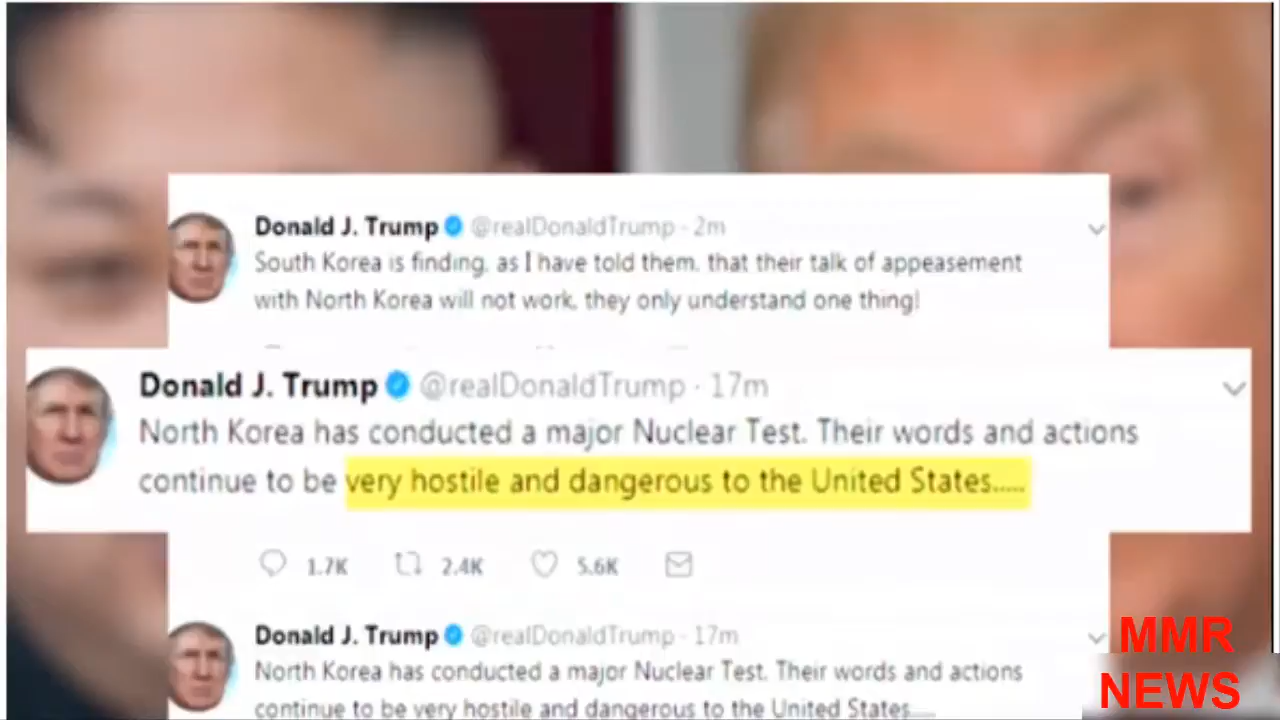 Donald J. Trump @realDonaldTrump · 2m
South Korea is finding, as I have told them, that their talk of appeasement
with North Korea will not work, they only understand one thing!
Donald J. Trump @realDonaldTrump · 17m
North Korea has conducted a major Nuclear Test. Their words and actions
continue to be very hostile and dangerous to the United States.....
1.7K 2.4K 5.6K
Donald J. Trump @realDonaldTrump · 17m
North Korea has conducted a major Nuclear Test. Their words and actions
continue to be very hostile and dangerous to the United States.....
MMR
NEWS